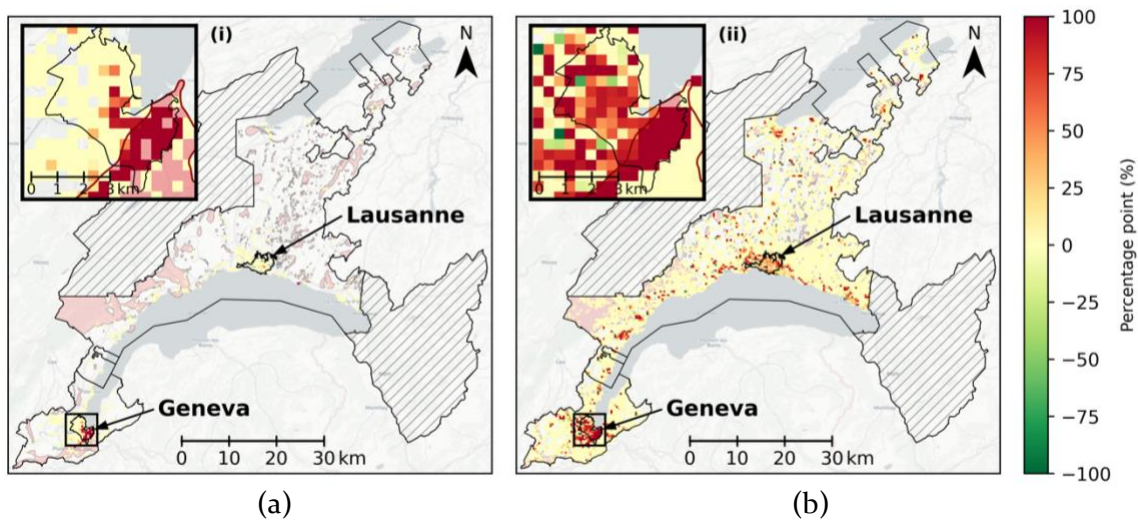 (i)
N
Lausanne
Geneva
0 1 2 3 km
0 10 20 30 km
(a)
(ii)
N
Lausanne
Geneva
0 1 2 3 km
0 10 20 30 km
(b)
100
75
50
25
0
−25
−50
−75
−100
Percentage point (%)